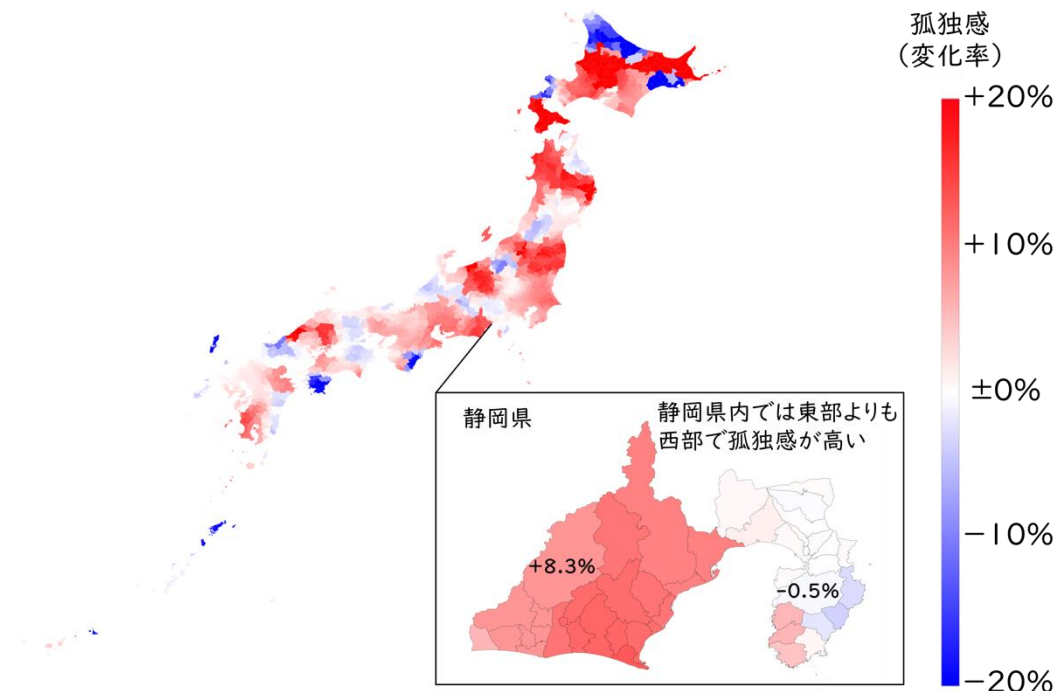 孤独感
(変化率)
+20%
+10%
±0%
−10%
−20%
静岡県
静岡県内では東部よりも
西部で孤独感が高い
+8.3%
−0.5%